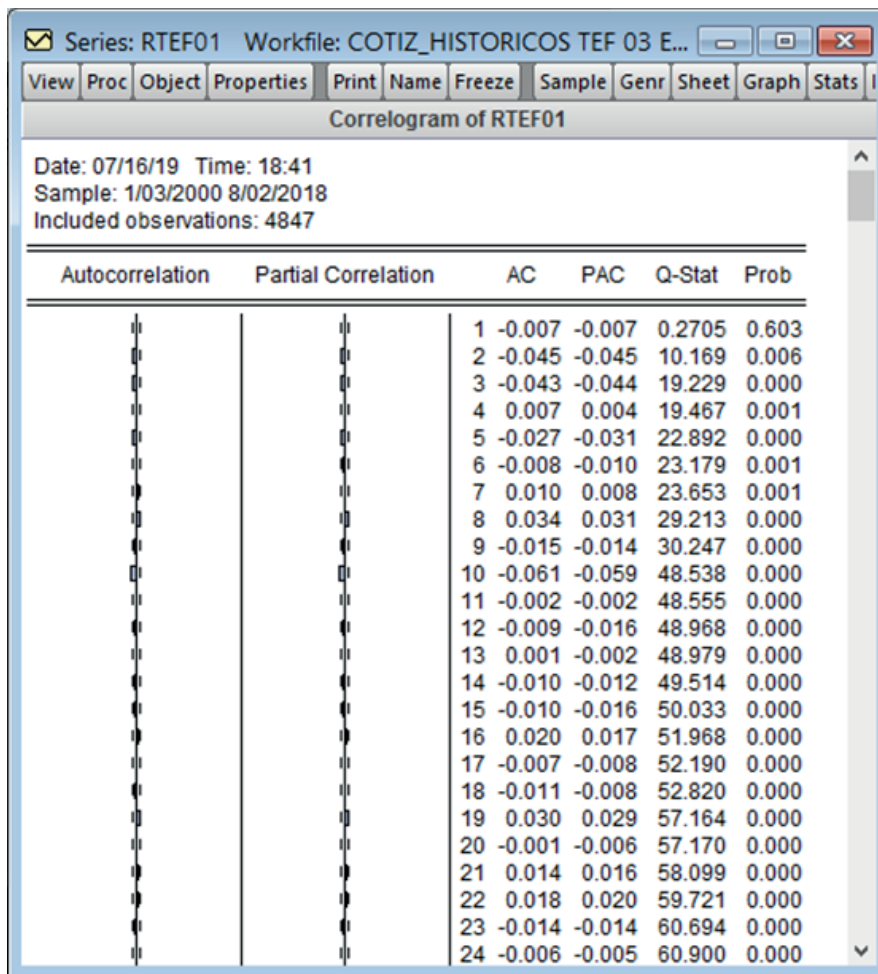 Series: RTEF01 Workfile: COTIZ_HISTORICOS TEF 03 E...
View Proc Object Properties Print Name Freeze Sample Genr Sheet Graph Stats I
Correlogram of RTEF01
Date: 07/16/19 Time: 18:41
Sample: 1/03/2000 8/02/2018
Included observations: 4847
Autocorrelation Partial Correlation AC PAC Q-Stat Prob
1 -0.007 -0.007 0.2705 0.603
2 -0.045 -0.045 10.169 0.006
3 -0.043 -0.044 19.229 0.000
4 0.007 0.004 19.467 0.001
5 -0.027 -0.031 22.892 0.000
6 -0.008 -0.010 23.179 0.001
7 0.010 0.008 23.653 0.001
8 0.034 0.031 29.213 0.000
9 -0.015 -0.014 30.247 0.000
10 -0.061 -0.059 48.538 0.000
11 -0.002 -0.002 48.555 0.000
12 -0.009 -0.016 48.968 0.000
13 0.001 -0.002 48.979 0.000
14 -0.010 -0.012 49.514 0.000
15 -0.010 -0.016 50.033 0.000
16 0.020 0.017 51.968 0.000
17 -0.007 -0.008 52.190 0.000
18 -0.011 -0.008 52.820 0.000
19 0.030 0.029 57.164 0.000
20 -0.001 -0.006 57.170 0.000
21 0.014 0.016 58.099 0.000
22 0.018 0.020 59.721 0.000
23 -0.014 -0.014 60.694 0.000
24 -0.006 -0.005 60.900 0.000